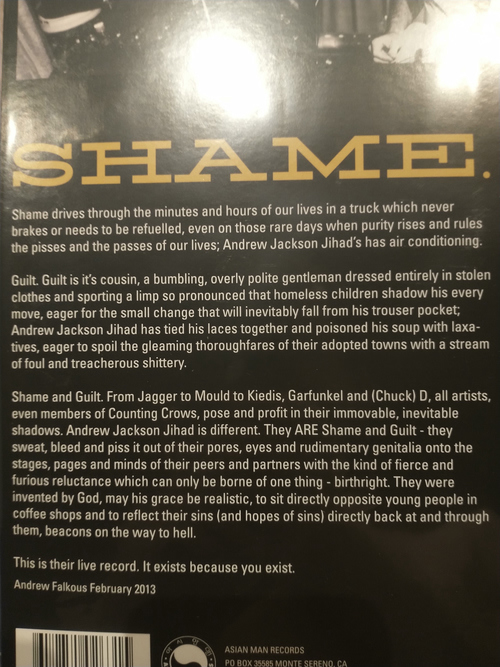 SHAME.
Shame drives through the minutes and hours of our lives in a truck which never
brakes or needs to be refuelled, even on those rare days when purity rises and rules
the pisses and the passes of our lives; Andrew Jackson Jihad's has air conditioning.
Guilt. Guilt is it's cousin, a bumbling, overly polite gentleman dressed entirely in stolen
clothes and sporting a limp so pronounced that homeless children shadow his every
move, eager for the small change that will inevitably fall from his trouser pocket;
Andrew Jackson Jihad has tied his laces together and poisoned his soup with laxa-
tives, eager to spoil the gleaming thoroughfares of their adopted towns with a stream
of foul and treacherous shittery.
Shame and Guilt. From Jagger to Mould to Kiedis, Garfunkel and (Chuck) D, all artists,
even members of Counting Crows, pose and profit in their immovable, inevitable
shadows. Andrew Jackson Jihad is different. They ARE Shame and Guilt - they
sweat, bleed and piss it out of their pores, eyes and rudimentary genitalia onto the
stages, pages and minds of their peers and partners with the kind of fierce and
furious reluctance which can only be borne of one thing - birthright. They were
invented by God, may his grace be realistic, to sit directly opposite young people in
coffee shops and to reflect their sins (and hopes of sins) directly back at and through
them, beacons on the way to hell.
This is their live record. It exists because you exist.
Andrew Falkous February 2013
ASIAN MAN RECORDS
PO BOX 35585 MONTE SERENO, CA